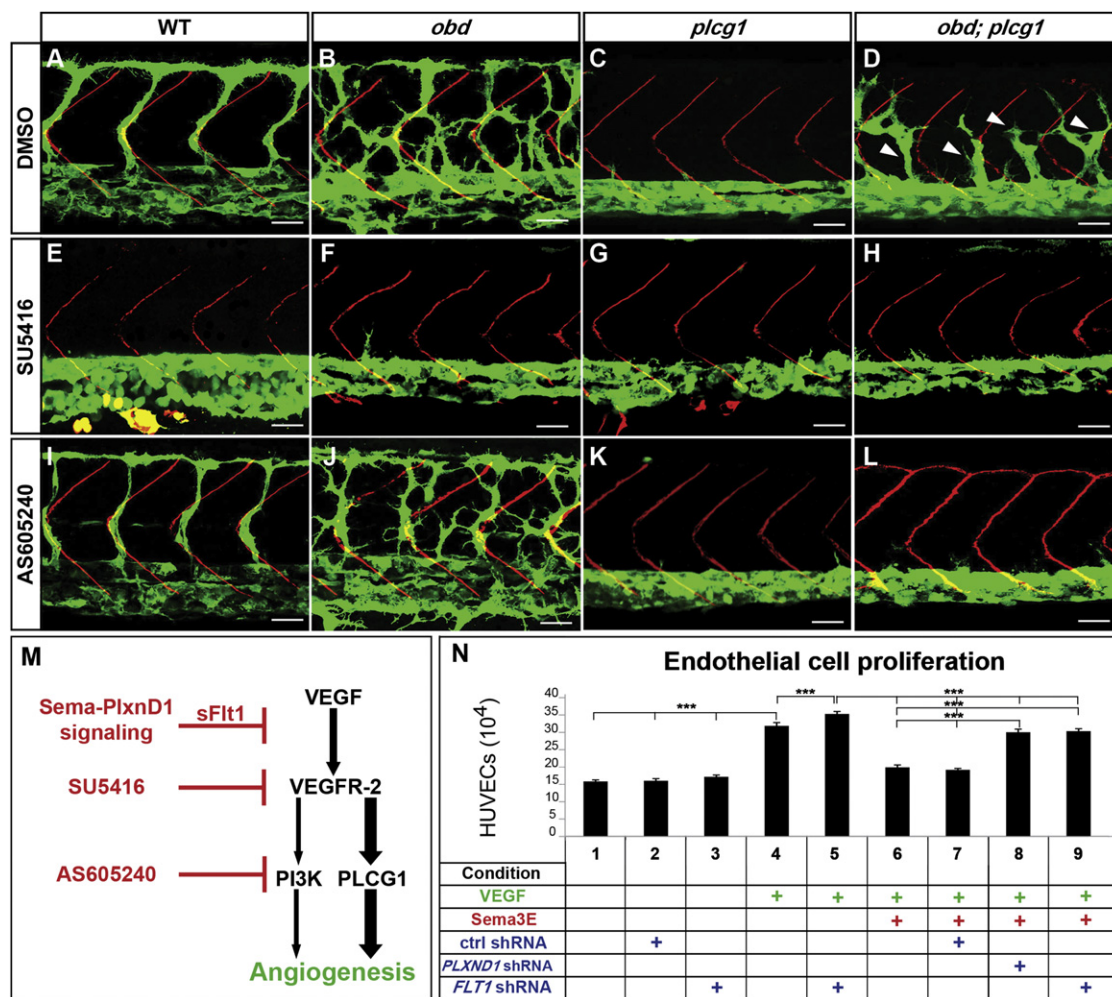 WT
obd
plcg1
obd; plcg1
DMSO
A
B
C
D
SU5416
E
F
G
H
AS605240
I
J
K
L
M
VEGF
Sema-PlxnD1 signaling
sFlt1
SU5416
VEGFR-2
AS605240
PI3K
PLCG1
Angiogenesis
N
Endothelial cell proliferation
HUVECs (10⁴)
40
35
30
25
20
15
10
5
0
***
***
***
***
***
1 2 3 4 5 6 7 8 9
Condition
VEGF + + + + + +
Sema3E + + + +
ctrl shRNA + +
PLXND1 shRNA +
FLT1 shRNA + + +